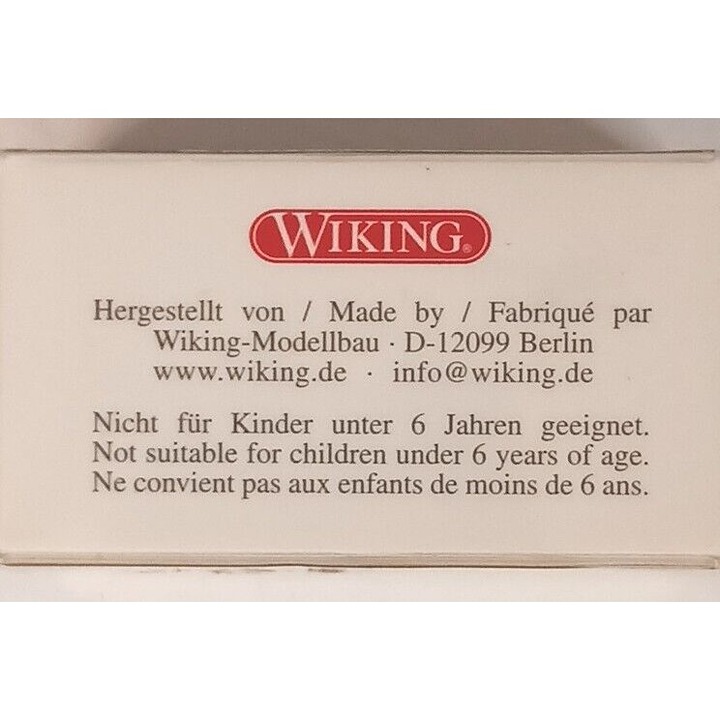 WIKING®
Hergestellt von / Made by / Fabriqué par
Wiking-Modellbau · D-12099 Berlin
www.wiking.de · info@wiking.de
Nicht für Kinder unter 6 Jahren geeignet.
Not suitable for children under 6 years of age.
Ne convient pas aux enfants de moins de 6 ans.